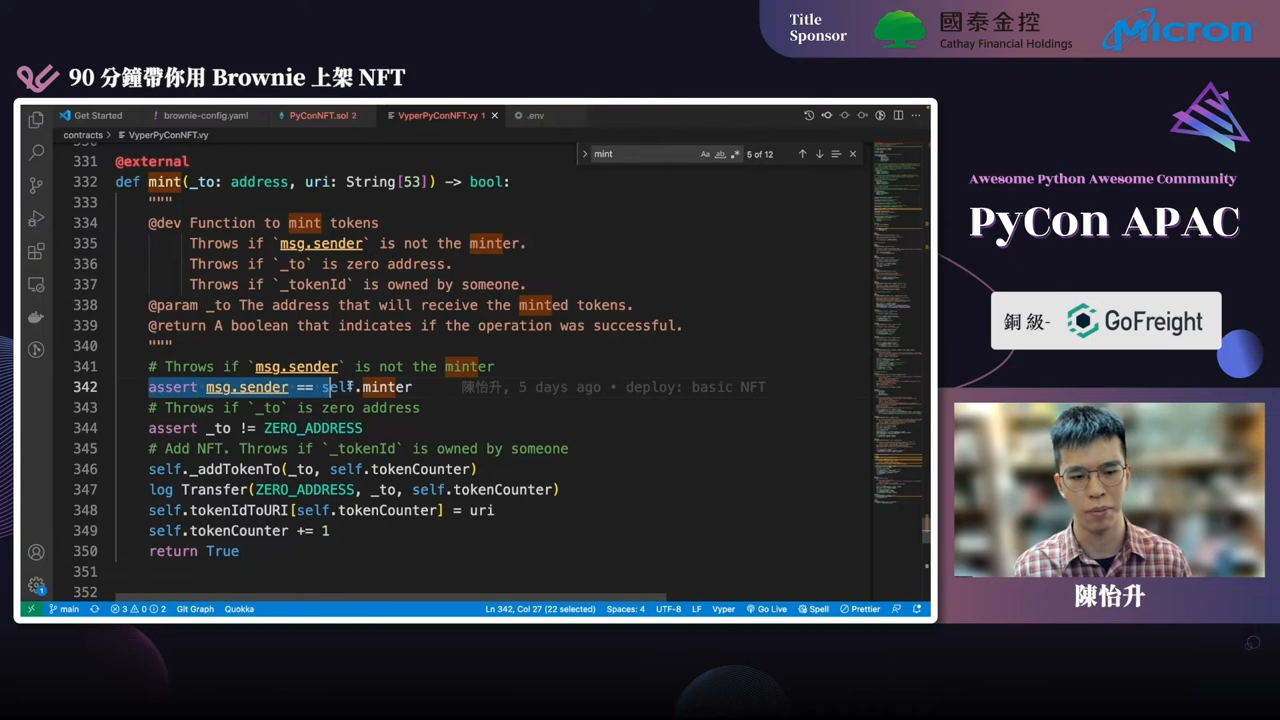 Title
Sponsor
國泰金控
Cathay Financial Holdings
Micron
90 分鐘帶你用 Brownie 上架 NFT
Get Started
brownie-config.yaml
PyConNFT.sol 2
VyperPyConNFT.vy 1
.env
contracts > VyperPyConNFT.vy
mint
Aa
ab
5 of 12
331 @external
332 def mint(_to: address, uri: String[53]) -> bool:
333 """
334 @dev Function to mint tokens
335 Throws if `msg.sender` is not the minter.
336 Throws if `_to` is zero address.
337 Throws if `_tokenId` is owned by someone.
338 @param _to The address that will receive the minted tokens.
339 @return A boolean that indicates if the operation was successful.
340 """
341 # Throws if `msg.sender` is not the minter
342 assert msg.sender == self.minter 陳怡升, 5 days ago • deploy: basic NFT
343 # Throws if `_to` is zero address
344 assert _to != ZERO_ADDRESS
345 # Add NFT. Throws if `_tokenId` is owned by someone
346 self._addTokenTo(_to, self.tokenCounter)
347 log Transfer(ZERO_ADDRESS, _to, self.tokenCounter)
348 self.tokenIdToURI[self.tokenCounter] = uri
349 self.tokenCounter += 1
350 return True
351
352
main
3 0 2
Git Graph
Quokka
Ln 342, Col 27 (22 selected)
Spaces: 4
UTF-8
LF
Vyper
Go Live
Spell
Prettier
Awesome Python Awesome Community
PyCon APAC
銅級-
GoFreight
陳怡升